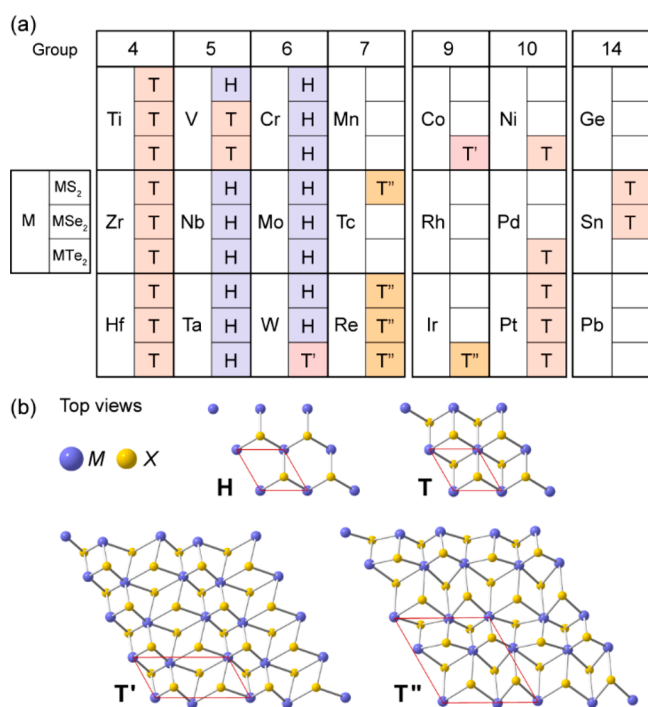 (a)
Group 4 5 6 7 9 10 14
T H H
Ti T V T Cr H Mn Co Ni Ge
T T H T' T
MS₂ T H H T" T
M MSe₂ Zr T Nb H Mo H Tc Rh Pd Sn T
MTe₂ T H H T
T H H T" T
Hf T Ta H W H Re T" Ir Pt T Pb
T H T' T" T" T
(b) Top views
M X
H T
T' T"